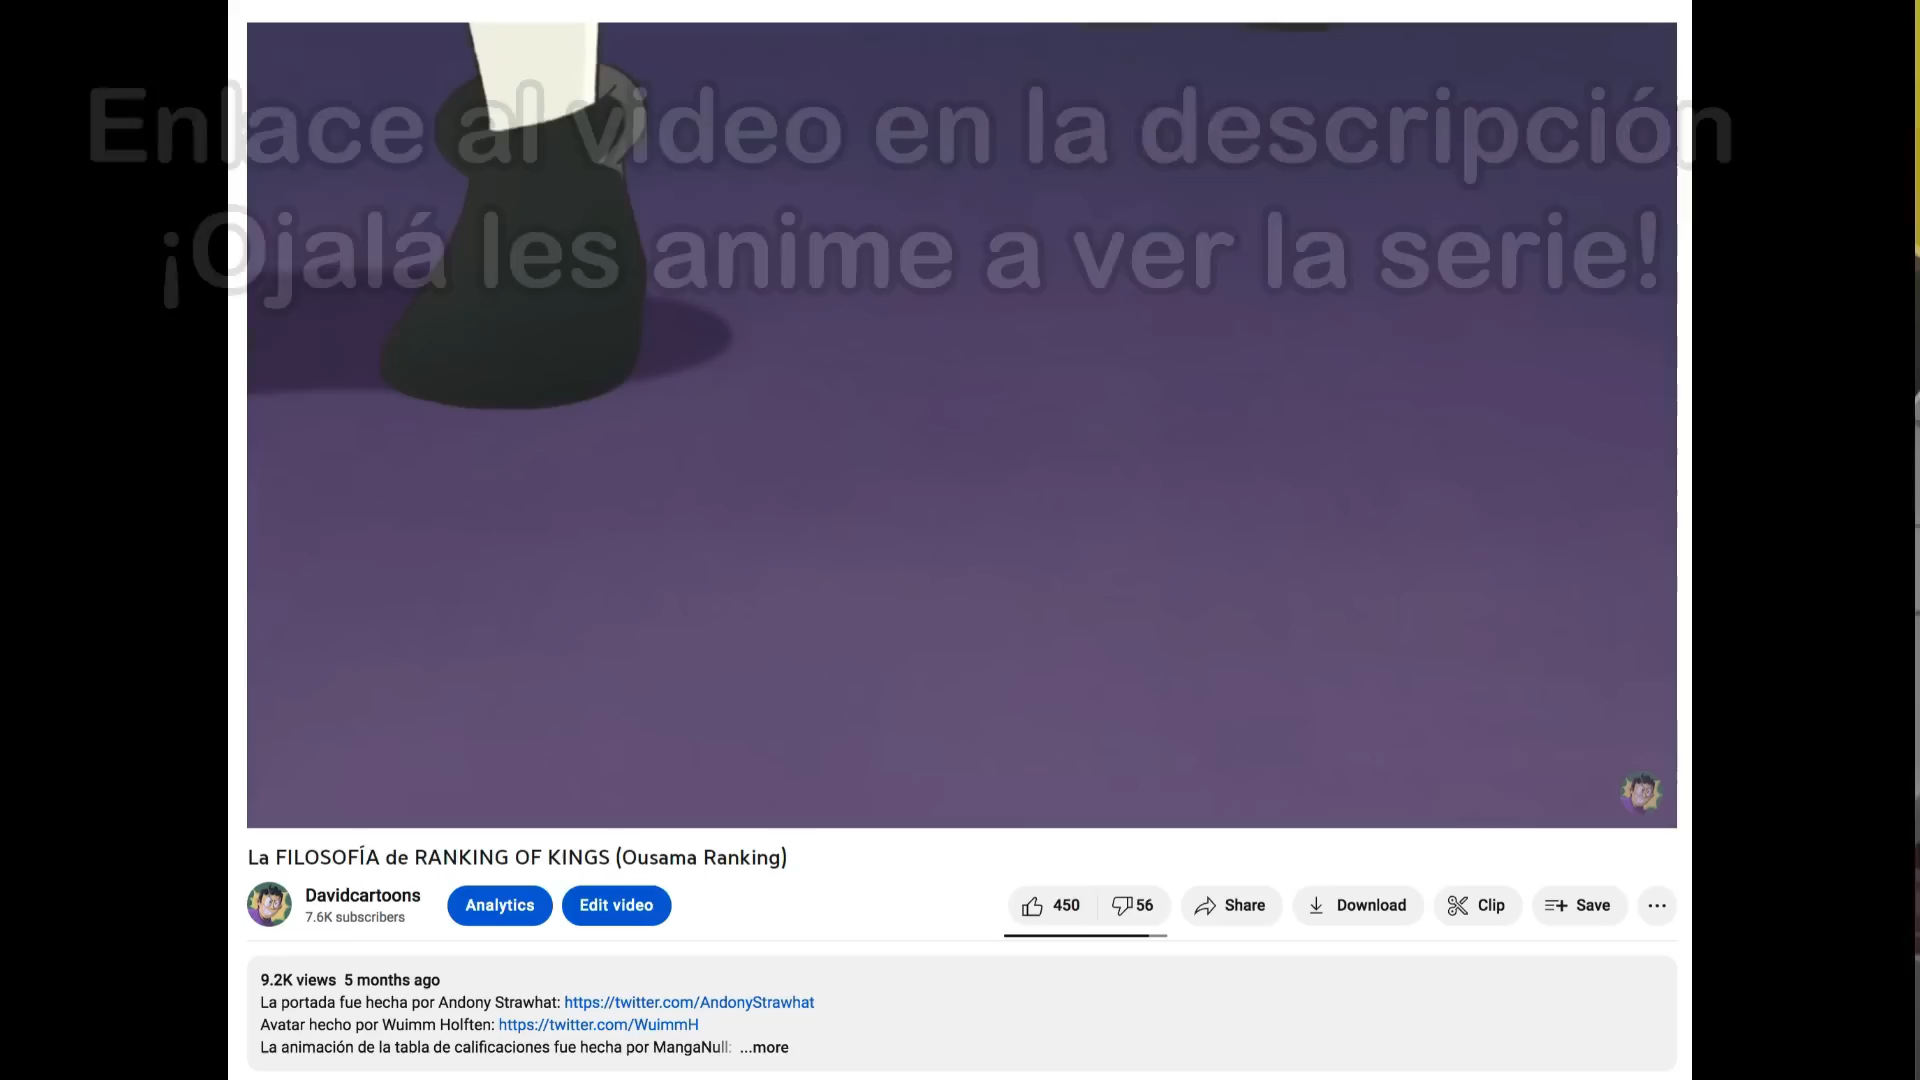 Enlace al video en la descripción
¡Ojalá les anime a ver la serie!
La FILOSOFÍA de RANKING OF KINGS (Ousama Ranking)
Davidcartoons
7.6K subscribers
Analytics
Edit video
450
56
Share
Download
Clip
Save
9.2K views 5 months ago
La portada fue hecha por Andony Strawhat: https://twitter.com/AndonyStrawhat
Avatar hecho por Wuimm Holften: https://twitter.com/WuimmH
La animación de la tabla de calificaciones fue hecha por MangaNull: ...more